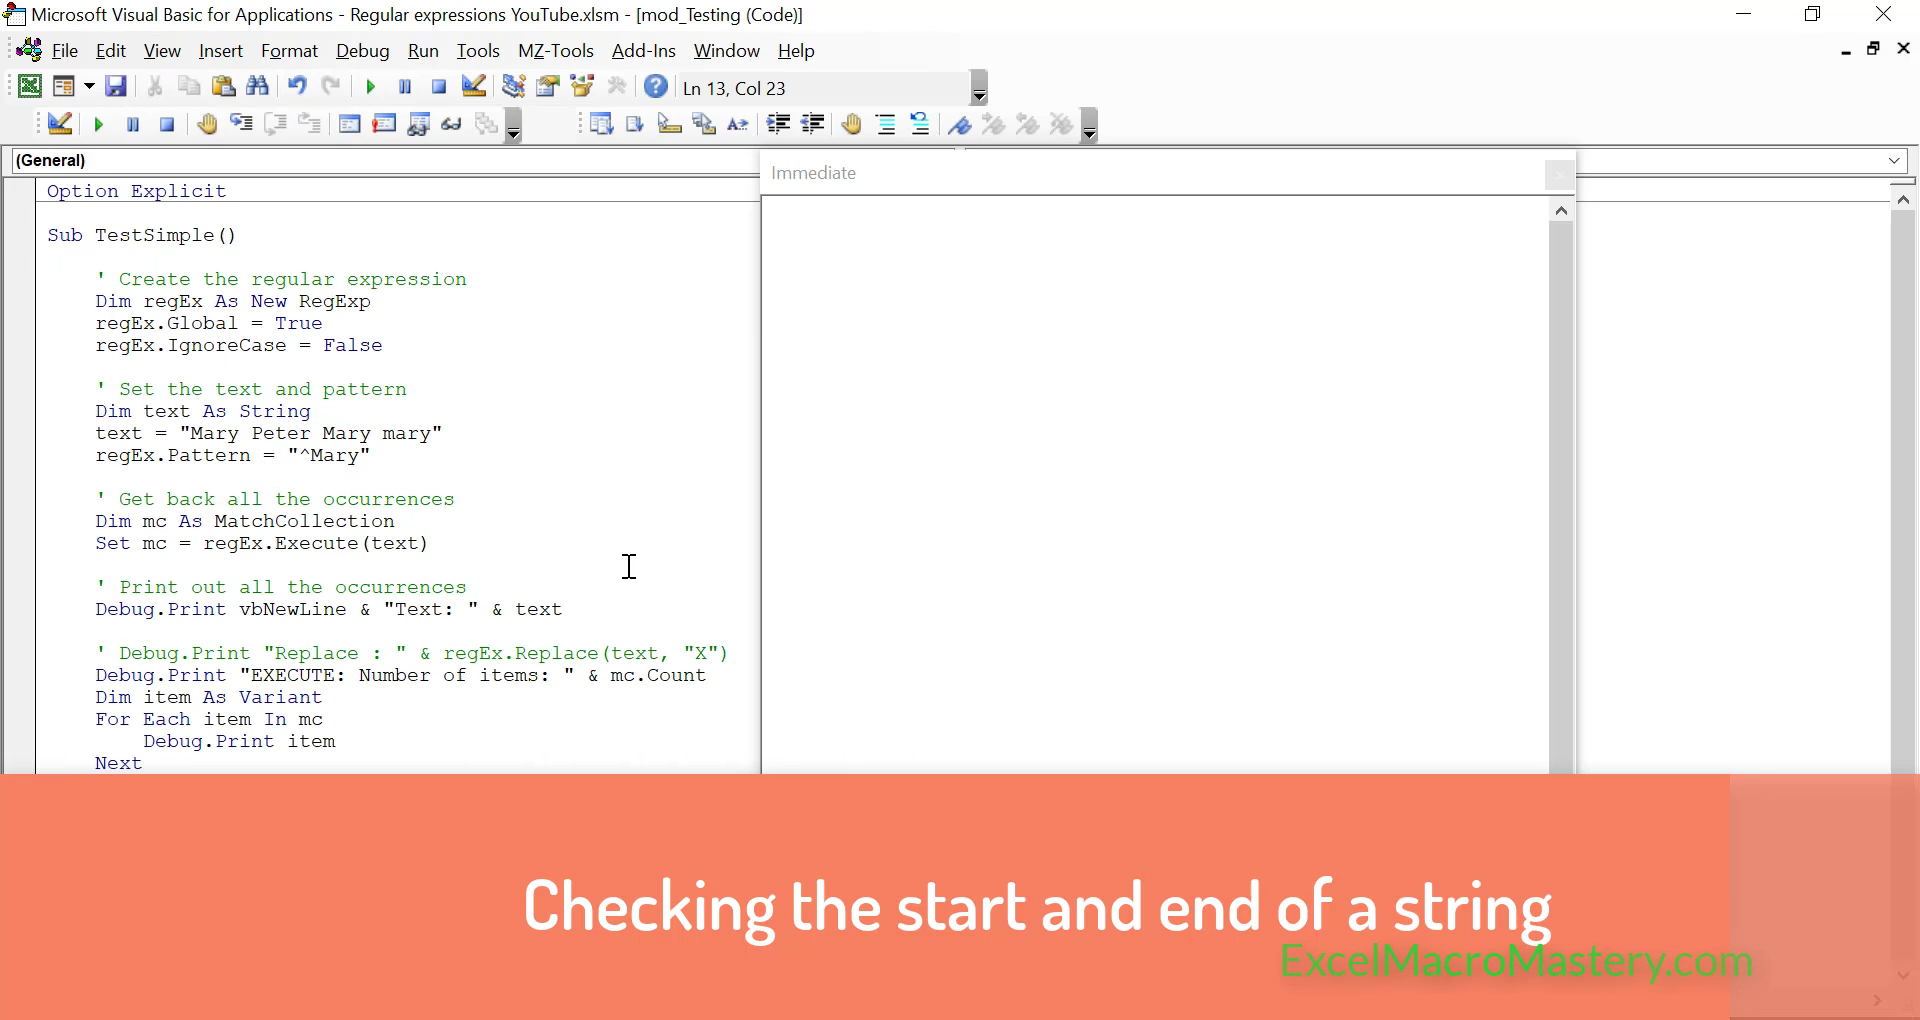 Microsoft Visual Basic for Applications - Regular expressions YouTube.xlsm - [mod_Testing (Code)]
File Edit View Insert Format Debug Run Tools MZ-Tools Add-Ins Window Help
Ln 13, Col 23
(General)
Immediate
Option Explicit
Sub TestSimple()
' Create the regular expression
Dim regEx As New RegExp
regEx.Global = True
regEx.IgnoreCase = False
' Set the text and pattern
Dim text As String
text = "Mary Peter Mary mary"
regEx.Pattern = "^Mary"
' Get back all the occurrences
Dim mc As MatchCollection
Set mc = regEx.Execute(text)
' Print out all the occurrences
Debug.Print vbNewLine & "Text: " & text
' Debug.Print "Replace : " & regEx.Replace(text, "X")
Debug.Print "EXECUTE: Number of items: " & mc.Count
Dim item As Variant
For Each item In mc
Debug.Print item
Next
Checking the start and end of a string
ExcelMacroMastery.com